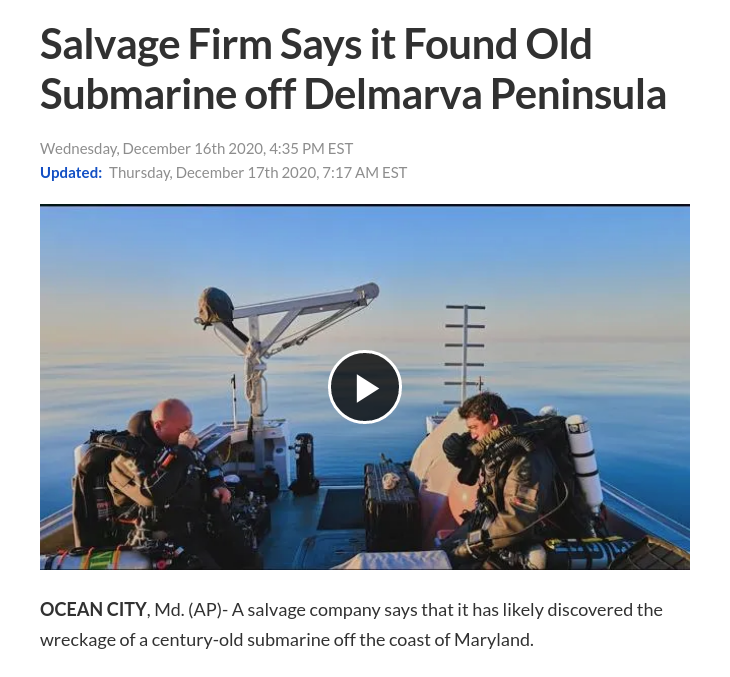 Salvage Firm Says it Found Old
Submarine off Delmarva Peninsula
Wednesday, December 16th 2020, 4:35 PM EST
Updated: Thursday, December 17th 2020, 7:17 AM EST
OCEAN CITY, Md. (AP)- A salvage company says that it has likely discovered the
wreckage of a century-old submarine off the coast of Maryland.